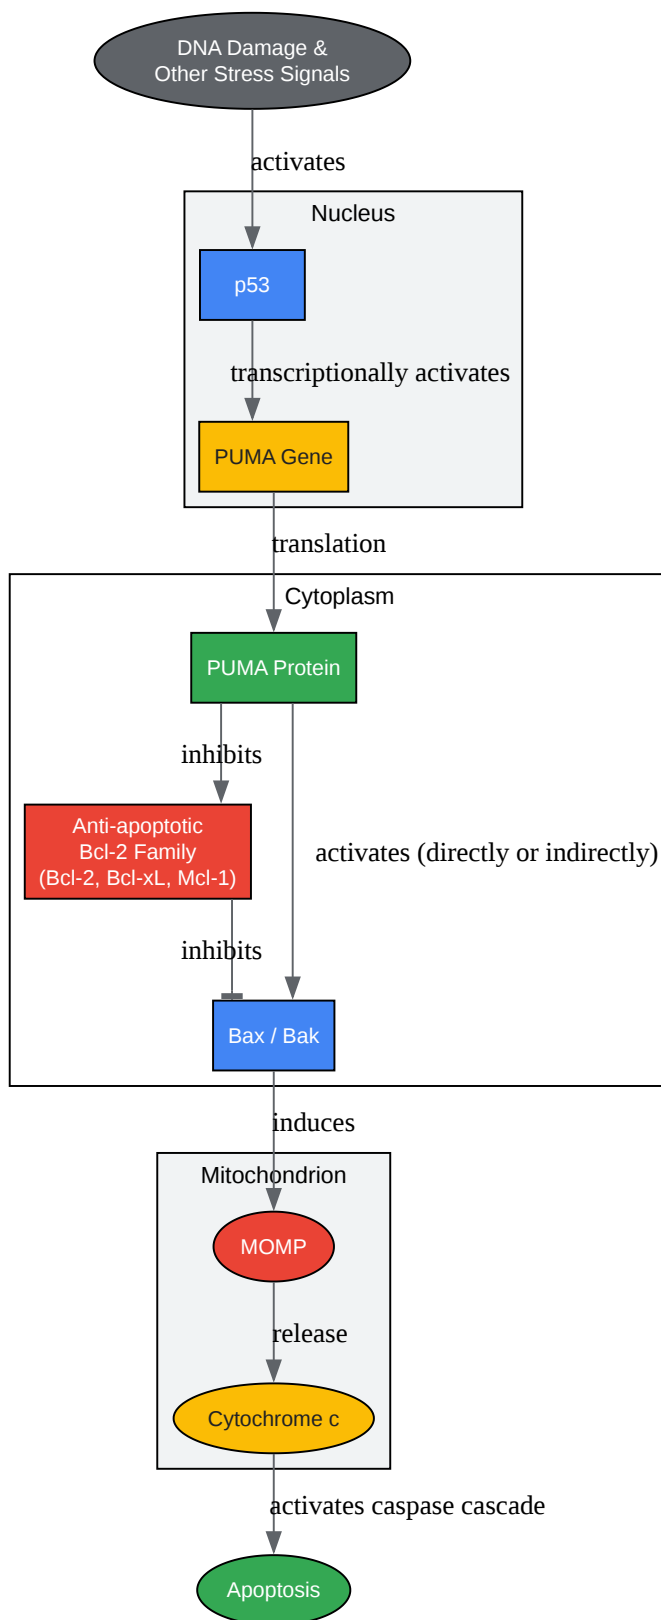 DNA Damage &
Other Stress Signals
activates
Nucleus
p53
transcriptionally activates
PUMA Gene
translation
Cytoplasm
PUMA Protein
inhibits
Anti-apoptotic
Bcl-2 Family
(Bcl-2, Bcl-xL, Mcl-1)
activates (directly or indirectly)
inhibits
Bax / Bak
induces
Mitochondrion
MOMP
release
Cytochrome c
activates caspase cascade
Apoptosis